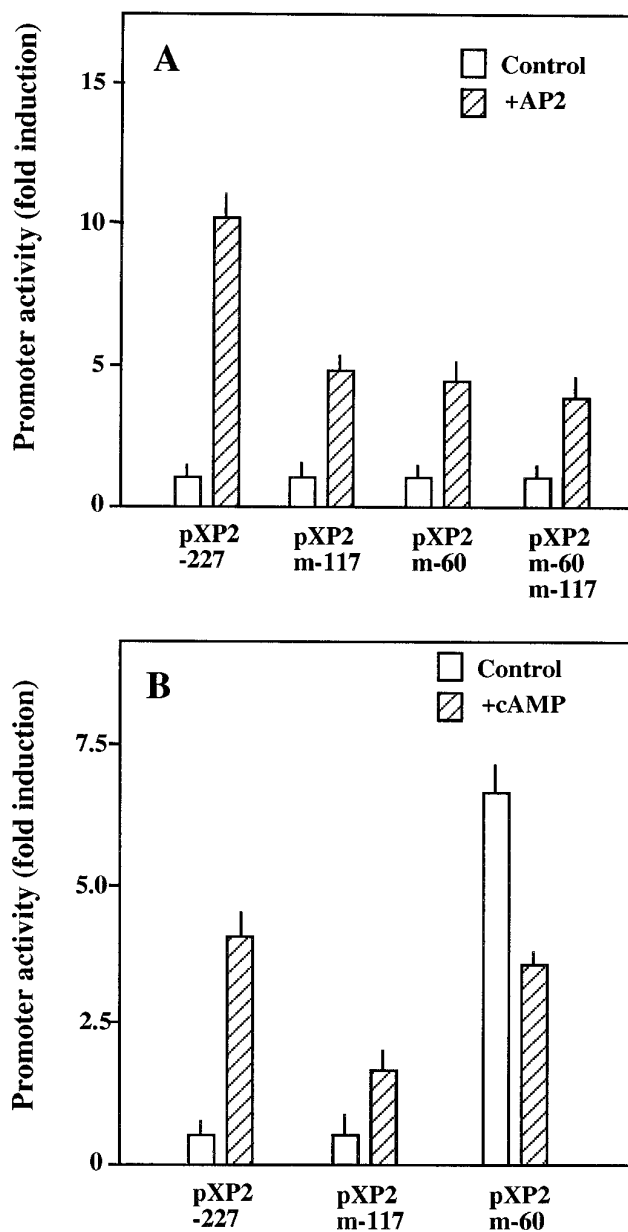 A
Control
+AP2
Promoter activity (fold induction)
15
10
5
0
pXP2
-227
pXP2
m-117
pXP2
m-60
pXP2
m-60
m-117
B
Control
+cAMP
Promoter activity (fold induction)
7.5
5.0
2.5
0
pXP2
-227
pXP2
m-117
pXP2
m-60